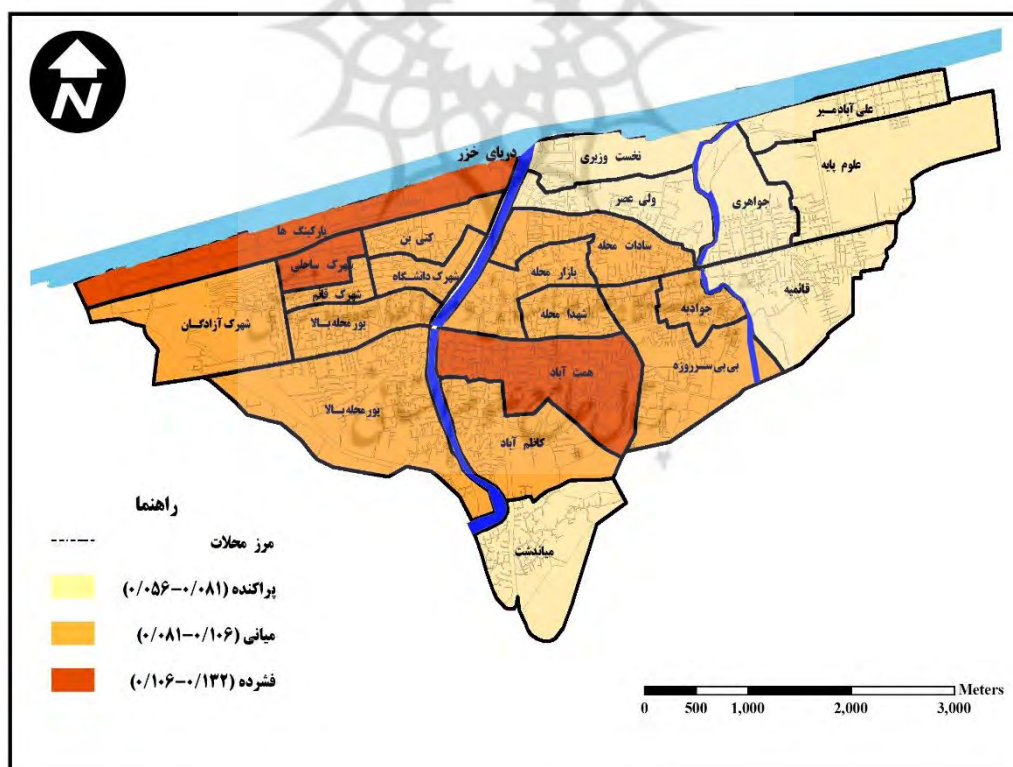 N
علی آبادمیر
نخست وزیری
دریای خزر
علوم پایه
ولی عصر
جواهری
پارکینگ ها
کتی بن
سادات محله
شهرک ساحلی
شهرک دانشگاه
بازار محله
قائمیه
شهرک قائم
جوادیه
شهرک آزادگان
پورمحله بالا
شهدا محله
بی بی سرروزه
همت آباد
پورمحله بالا
کاظم آباد
میاندشت
راهنما
مرز محلات
پراکنده (۰/۰۵۶-۰/۰۸۱)
میانی (۰/۰۸۱-۰/۱۰۶)
فشرده (۰/۱۰۶-۰/۱۳۲)
Meters
0 500 1,000 2,000 3,000